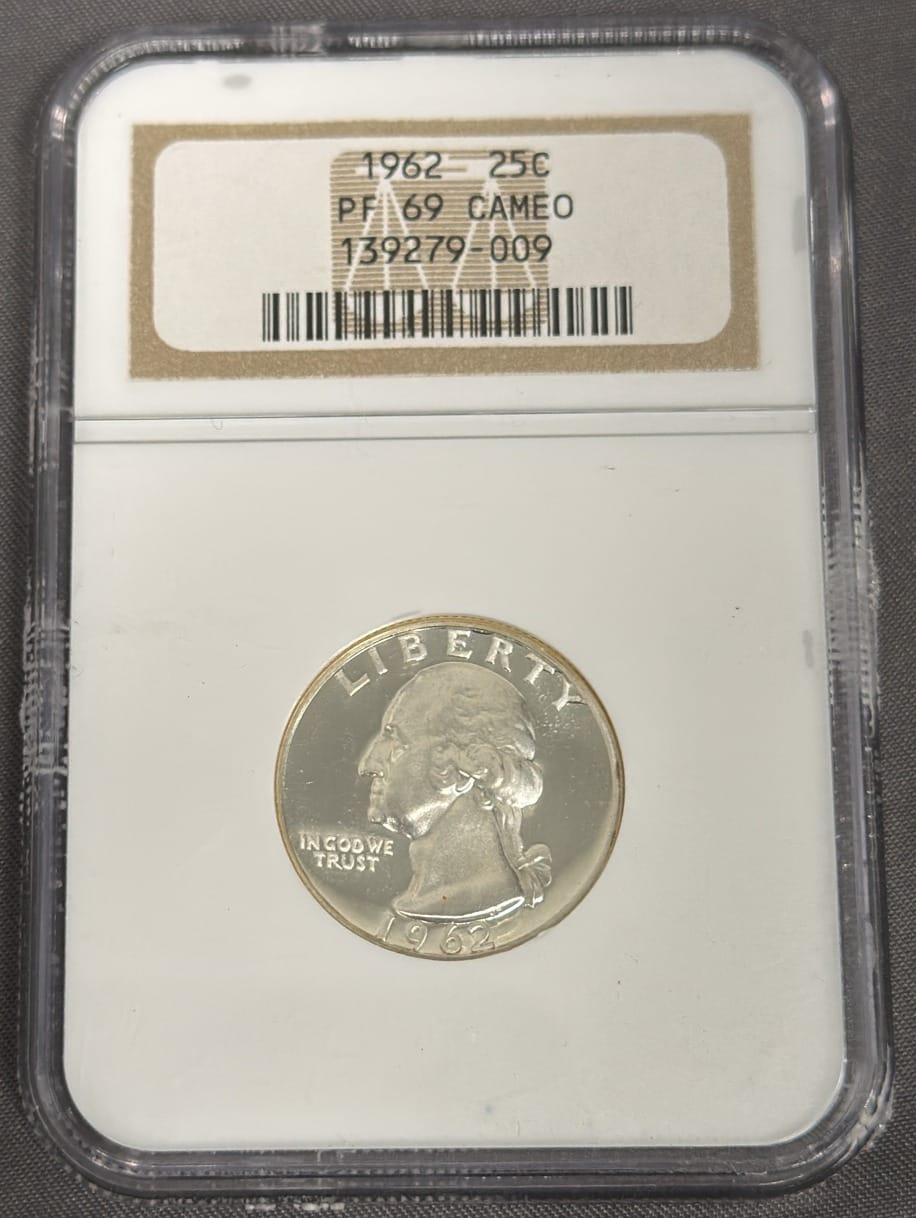 1962 25C
PF 69 CAMEO
139279-009
LIBERTY
IN GOD WE
TRUST
1962